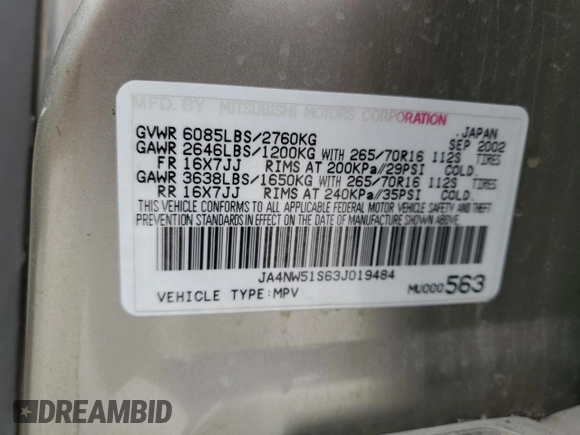 MFD. BY MITSUBISHI MOTORS CORPORATION
JAPAN
GVWR 6085LBS/2760KG SEP 2002
GAWR 2646LBS/1200KG WITH 265/70R16 112S TIRES
FR 16X7JJ RIMS AT 200KPa//29PSI COLD.
GAWR 3638LBS/1650KG WITH 265/70R16 112S TIRES
RR 16X7JJ RIMS AT 240KPa//35PSI COLD.
THIS VEHICLE CONFORMS TO ALL APPLICABLE FEDERAL MOTOR VEHICLE SAFETY AND THEFT
PREVENTION STANDARDS IN EFFECT ON THE DATE OF MANUFACTURE SHOWN ABOVE.
JA4NW51S63J019484
VEHICLE TYPE:MPV MU000563
DREAMBID